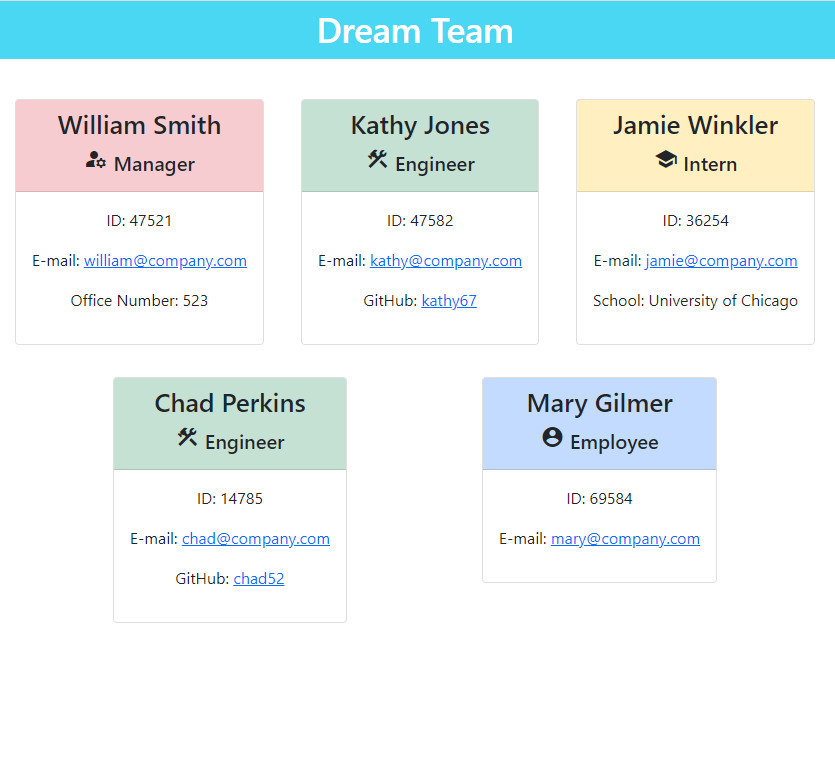 Dream Team
William Smith
Manager
ID: 47521
E-mail: william@company.com
Office Number: 523
Kathy Jones
Engineer
ID: 47582
E-mail: kathy@company.com
GitHub: kathy67
Jamie Winkler
Intern
ID: 36254
E-mail: jamie@company.com
School: University of Chicago
Chad Perkins
Engineer
ID: 14785
E-mail: chad@company.com
GitHub: chad52
Mary Gilmer
Employee
ID: 69584
E-mail: mary@company.com